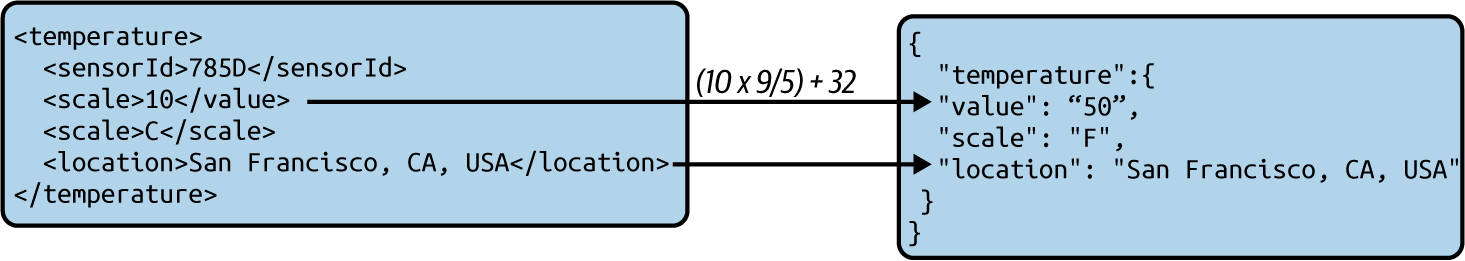 <temperature>
  <sensorId>785D</sensorId>
  <scale>10</value>
  <scale>C</scale>
  <location>San Francisco, CA, USA</location>
</temperature>
(10 x 9/5) + 32
{
  "temperature":{
  "value": “50”,
  "scale": "F",
  "location": "San Francisco, CA, USA"
 }
}